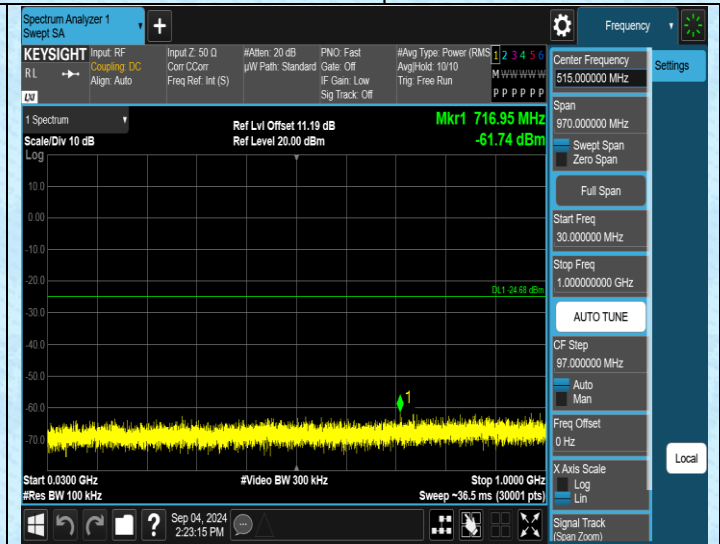 Spectrum Analyzer 1
Swept SA
+
Frequency
KEYSIGHT
RL
LXI
Input: RF
Coupling: DC
Align: Auto
Input Z: 50 Ω
Corr CCorr
Freq Ref: Int (S)
#Atten: 20 dB
µW Path: Standard
PNO: Fast
Gate: Off
IF Gain: Low
Sig Track: Off
#Avg Type: Power (RMS
Avg|Hold: 10/10
Trig: Free Run
1 2 3 4 5 6
M W W W W W
P P P P P P
1 Spectrum
Scale/Div 10 dB
Log
Ref Lvl Offset 11.19 dB
Ref Level 20.00 dBm
Mkr1 716.95 MHz
-61.74 dBm
10.0
0.00
-10.0
-20.0
DL1 -24.68 dBm
-30.0
-40.0
-50.0
1
-60.0
-70.0
Start 0.0300 GHz
#Res BW 100 kHz
#Video BW 300 kHz
Stop 1.0000 GHz
Sweep ~36.5 ms (30001 pts)
?
Sep 04, 2024
2:23:15 PM
Center Frequency
515.000000 MHz
Span
970.000000 MHz
Swept Span
Zero Span
Full Span
Start Freq
30.000000 MHz
Stop Freq
1.000000000 GHz
AUTO TUNE
CF Step
97.000000 MHz
Auto
Man
Freq Offset
0 Hz
X Axis Scale
Log
Lin
Signal Track
(Span Zoom)
Settings
Local